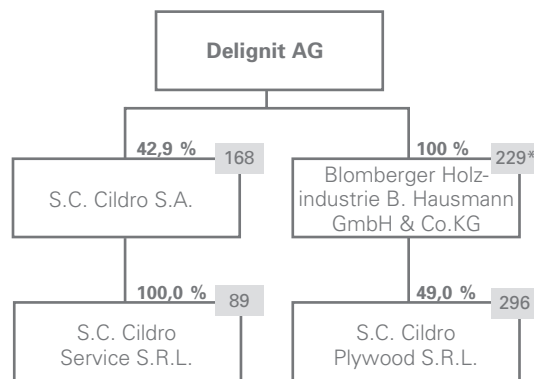 Delignit AG
42,9 %
168
100 %
229*
S.C. Cildro S.A.
Blomberger Holz-
industrie B. Hausmann
GmbH & Co.KG
100,0 %
89
49,0 %
296
S.C. Cildro
Service S.R.L.
S.C. Cildro
Plywood S.R.L.